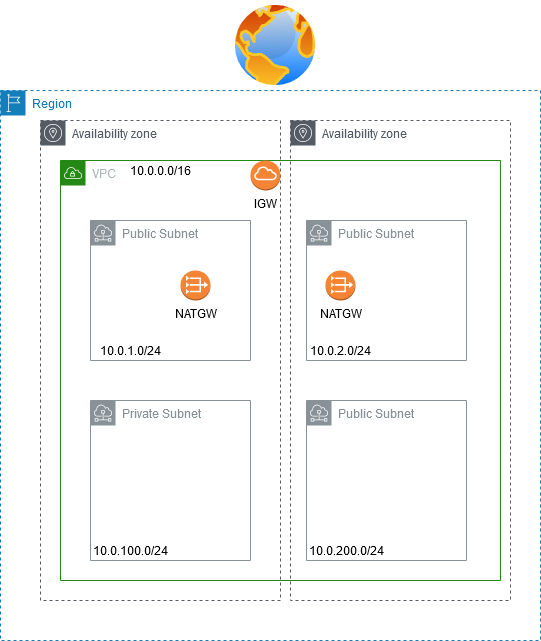 Region
Availability zone
Availability zone
VPC
10.0.0.0/16
IGW
Public Subnet
Public Subnet
NATGW
NATGW
10.0.1.0/24
10.0.2.0/24
Private Subnet
Public Subnet
10.0.100.0/24
10.0.200.0/24